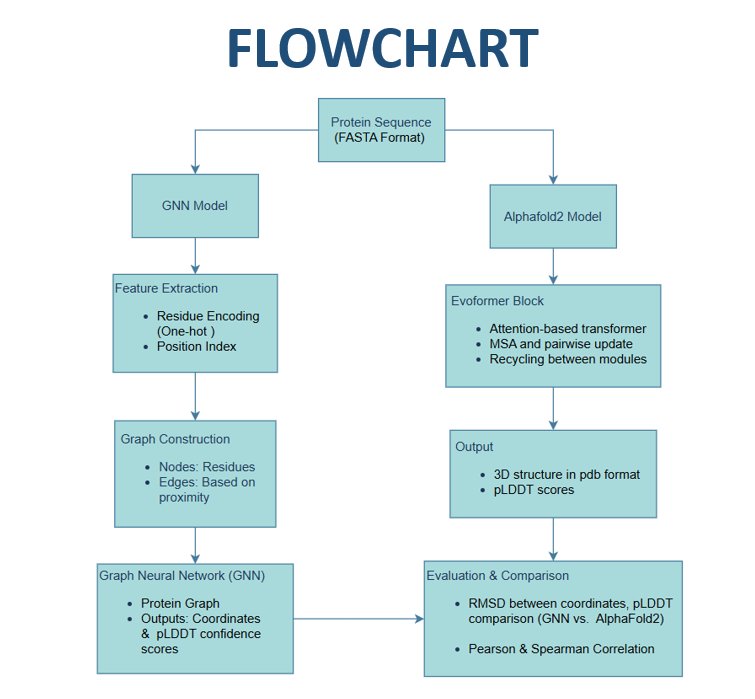 FLOWCHART
Protein Sequence
(FASTA Format)
GNN Model
Alphafold2 Model
Feature Extraction
• Residue Encoding
(One-hot )
• Position Index
Evoformer Block
• Attention-based transformer
• MSA and pairwise update
• Recycling between modules
Graph Construction
• Nodes: Residues
• Edges: Based on
proximity
Output
• 3D structure in pdb format
• pLDDT scores
Graph Neural Network (GNN)
• Protein Graph
• Outputs: Coordinates
& pLDDT confidence
scores
Evaluation & Comparison
• RMSD between coordinates, pLDDT
comparison (GNN vs. AlphaFold2)
• Pearson & Spearman Correlation